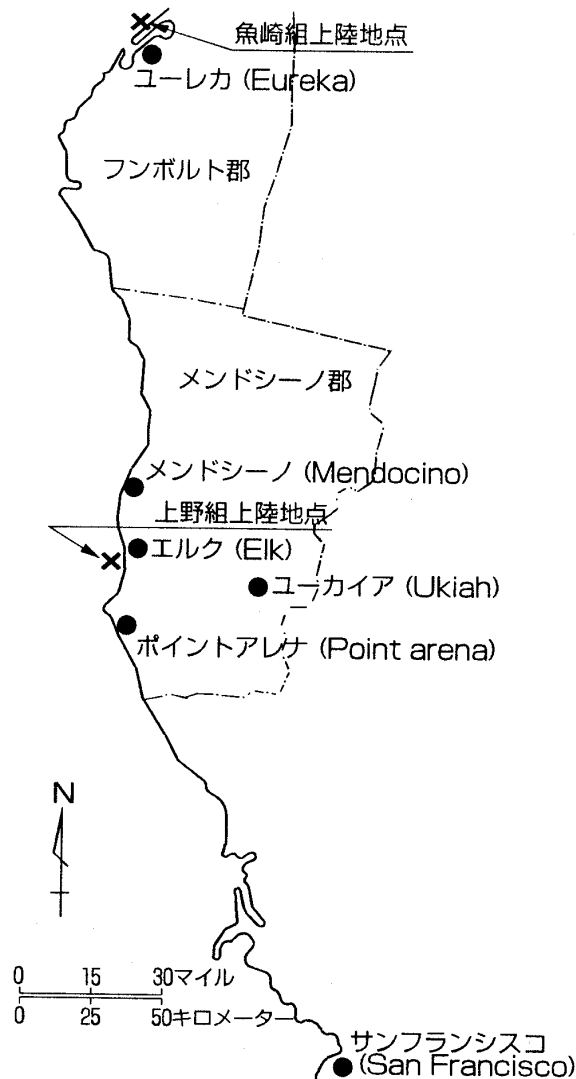 魚崎組上陸地点
ユーレカ (Eureka)
フンボルト郡
メンドシーノ郡
メンドシーノ (Mendocino)
上野組上陸地点
エルク (Elk)
ユーカイア (Ukiah)
ポイントアレナ (Point arena)
N
0 15 30マイル
0 25 50キロメーター
サンフランシスコ
(San Francisco)